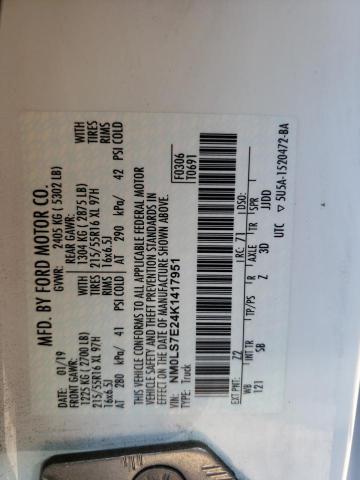 MFD. BY FORD MOTOR CO.
DATE: 01/19 GVWR: 2405 KG ( 5302 LB)
FRONT GAWR: REAR GAWR:
1225 KG ( 2700 LB) 1304 KG ( 2875 LB)
WITH WITH
215/55R16 XL 97H TIRES 215/55R16 XL 97H TIRES
16x6.5J RIMS 16x6.5J RIMS
AT 280 kPa/ 41 PSI COLD AT 290 kPa/ 42 PSI COLD
THIS VEHICLE CONFORMS TO ALL APPLICABLE FEDERAL MOTOR
VEHICLE SAFETY AND THEFT PREVENTION STANDARDS IN
EFFECT ON THE DATE OF MANUFACTURE SHOWN ABOVE.
VIN: NM0LS7E24K1417951
TYPE: Truck
F0306
T0691
EXT PNT: Z2 RC: 71 DSO:
WB INT TR TP/PS R AXLE TR SPR
121 SB Z 3D JJDD
UTC ▽ 5U5A-1520472-BA